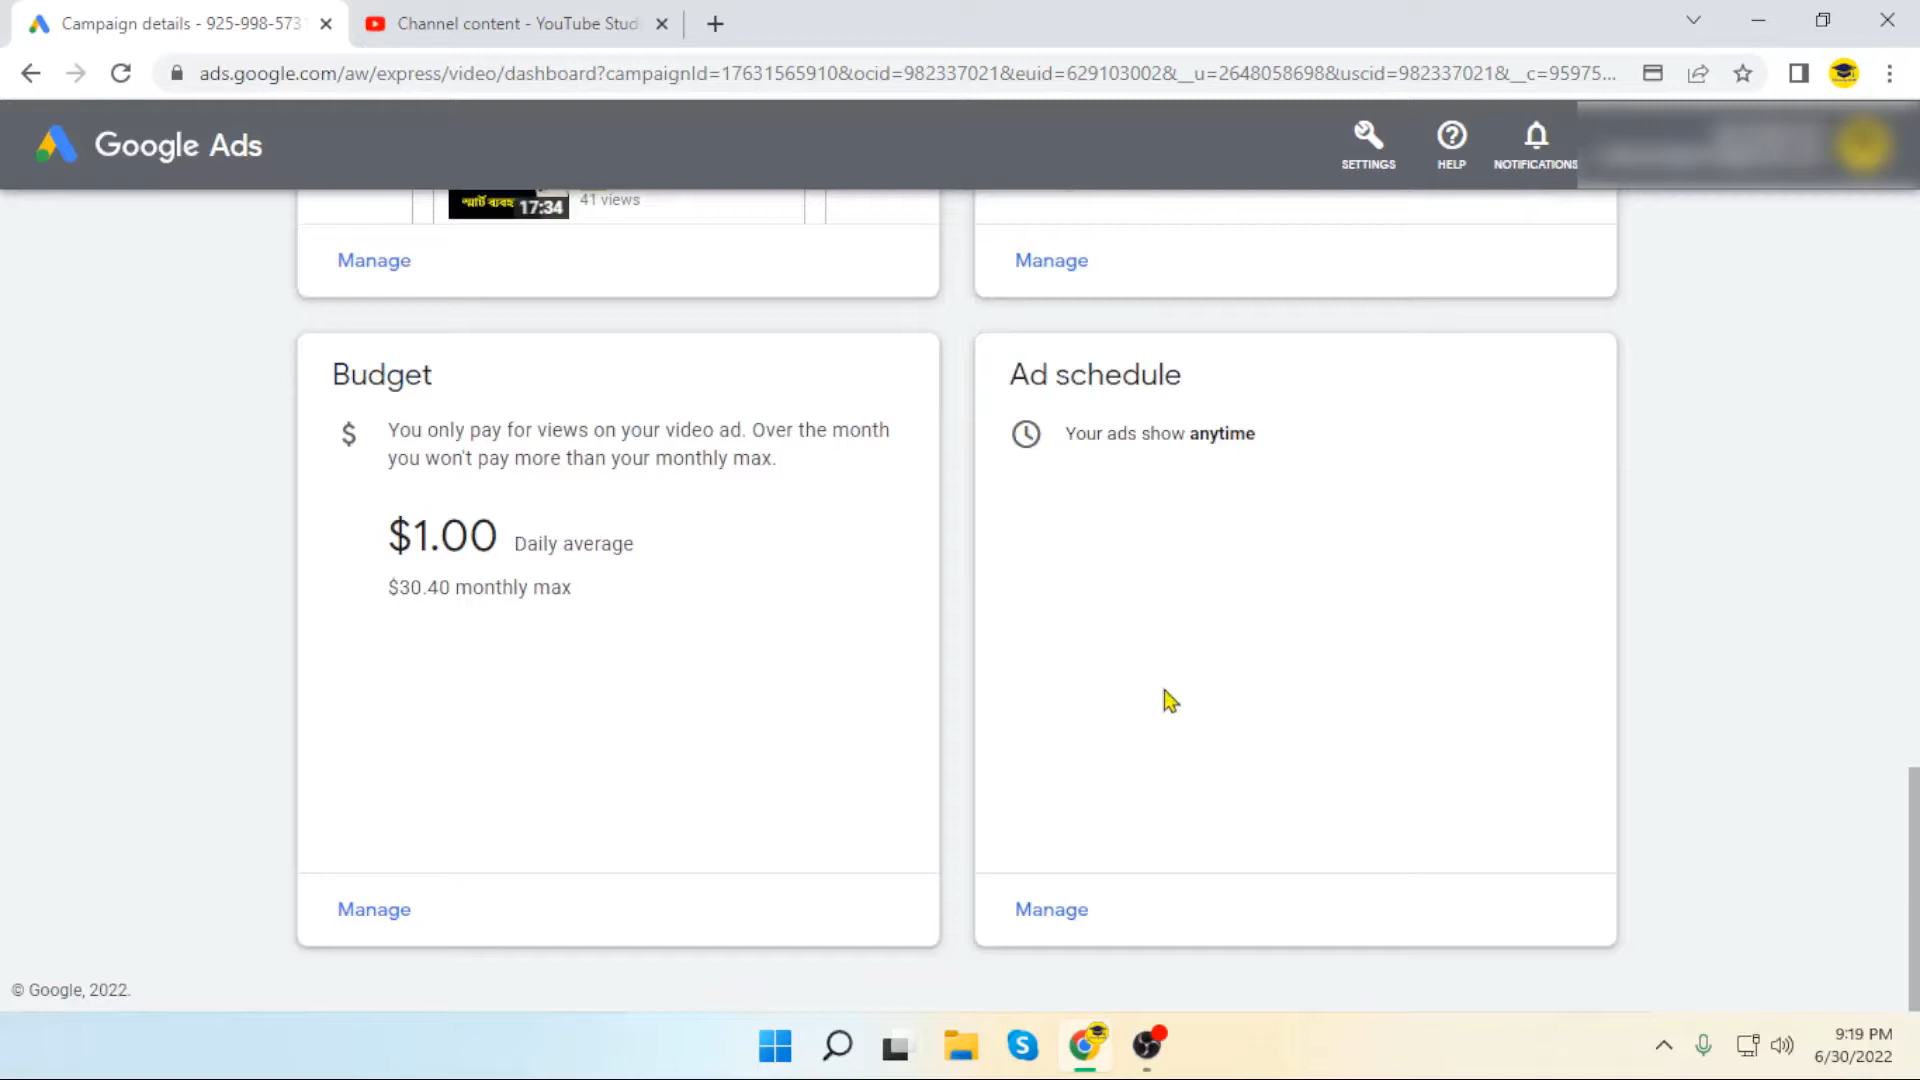 Campaign details - 925-998-573
Channel content - YouTube Stud
ads.google.com/aw/express/video/dashboard?campaignId=17631565910&ocid=982337021&euid=629103002&__u=2648058698&uscid=982337021&__c=95975...
Google Ads
SETTINGS
HELP
NOTIFICATIONS
স্মার্ট ব্যবহ
17:34
41 views
Manage
Manage
Budget
$
You only pay for views on your video ad. Over the month
you won't pay more than your monthly max.
$1.00 Daily average
$30.40 monthly max
Manage
Ad schedule
Your ads show anytime
Manage
© Google, 2022.
9:19 PM
6/30/2022